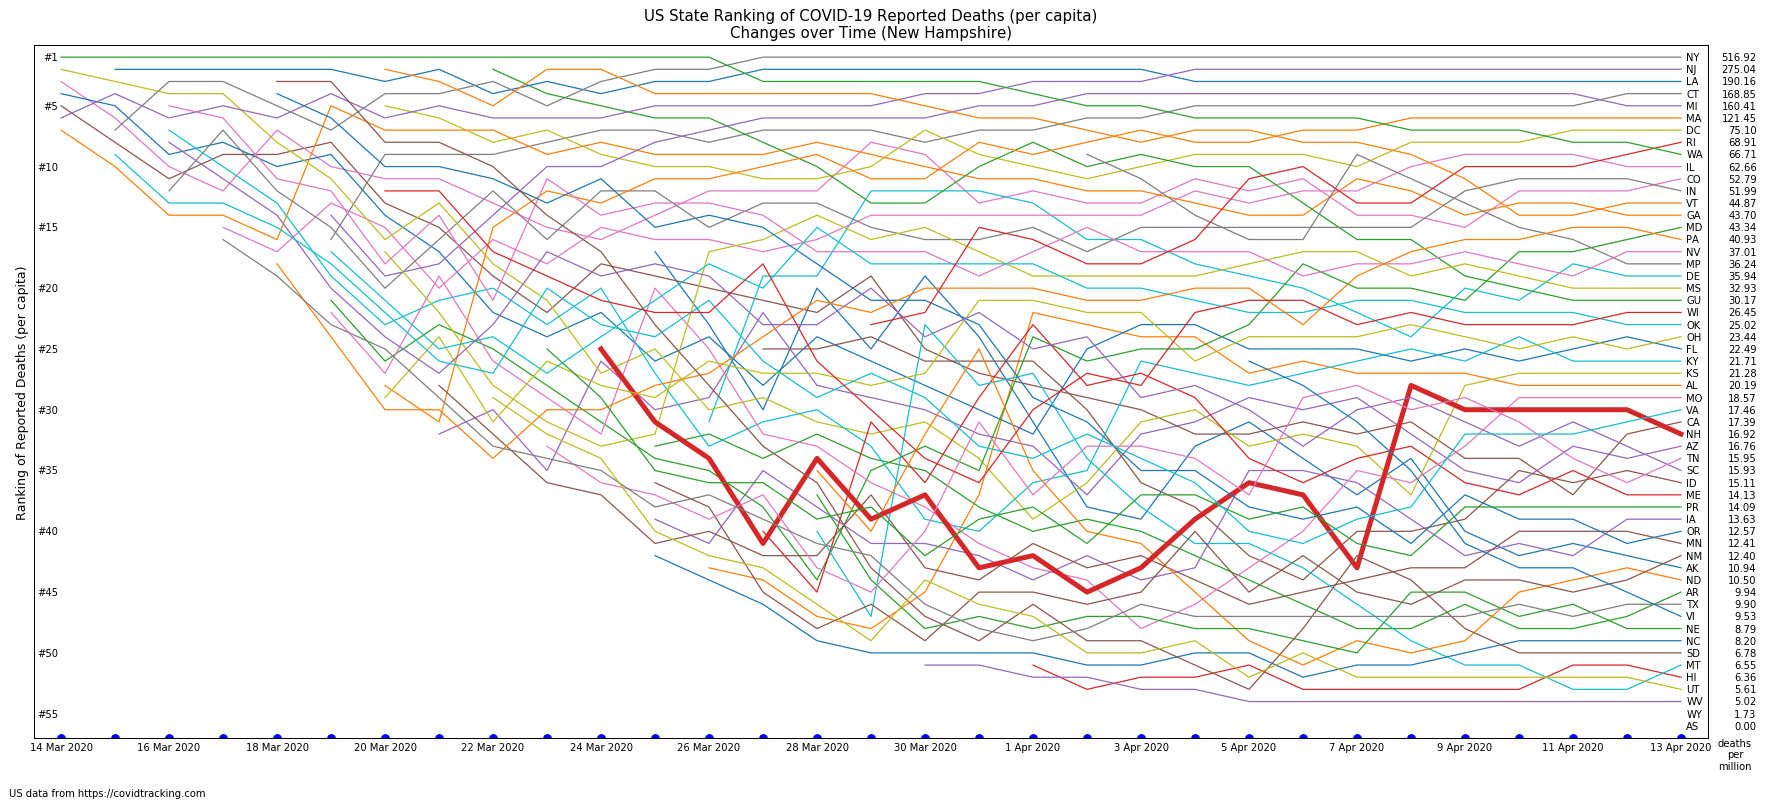 US State Ranking of COVID-19 Reported Deaths (per capita)
Changes over Time (New Hampshire)
Ranking of Reported Deaths (per capita)
#1
#5
#10
#15
#20
#25
#30
#35
#40
#45
#50
#55
NY 516.92
NJ 275.04
LA 190.16
CT 168.85
MI 160.41
MA 121.45
DC 75.10
RI 68.91
WA 66.71
IL 62.66
CO 52.79
IN 51.99
VT 44.87
GA 43.70
MD 43.34
PA 40.93
NV 37.01
MP 36.24
DE 35.94
MS 32.93
GU 30.17
WI 26.45
OK 25.02
OH 23.44
FL 22.49
KY 21.71
KS 21.28
AL 20.19
MO 18.57
VA 17.46
CA 17.39
NH 16.92
AZ 16.76
TN 15.95
SC 15.93
ID 15.11
ME 14.13
PR 14.09
IA 13.63
OR 12.57
MN 12.41
NM 12.40
AK 10.94
ND 10.50
AR 9.94
TX 9.90
VI 9.53
NE 8.79
NC 8.20
SD 6.78
MT 6.55
HI 6.36
UT 5.61
WV 5.02
WY 1.73
AS 0.00
14 Mar 2020 16 Mar 2020 18 Mar 2020 20 Mar 2020 22 Mar 2020 24 Mar 2020 26 Mar 2020 28 Mar 2020 30 Mar 2020 1 Apr 2020 3 Apr 2020 5 Apr 2020 7 Apr 2020 9 Apr 2020 11 Apr 2020 13 Apr 2020
deaths
per
million
US data from https://covidtracking.com